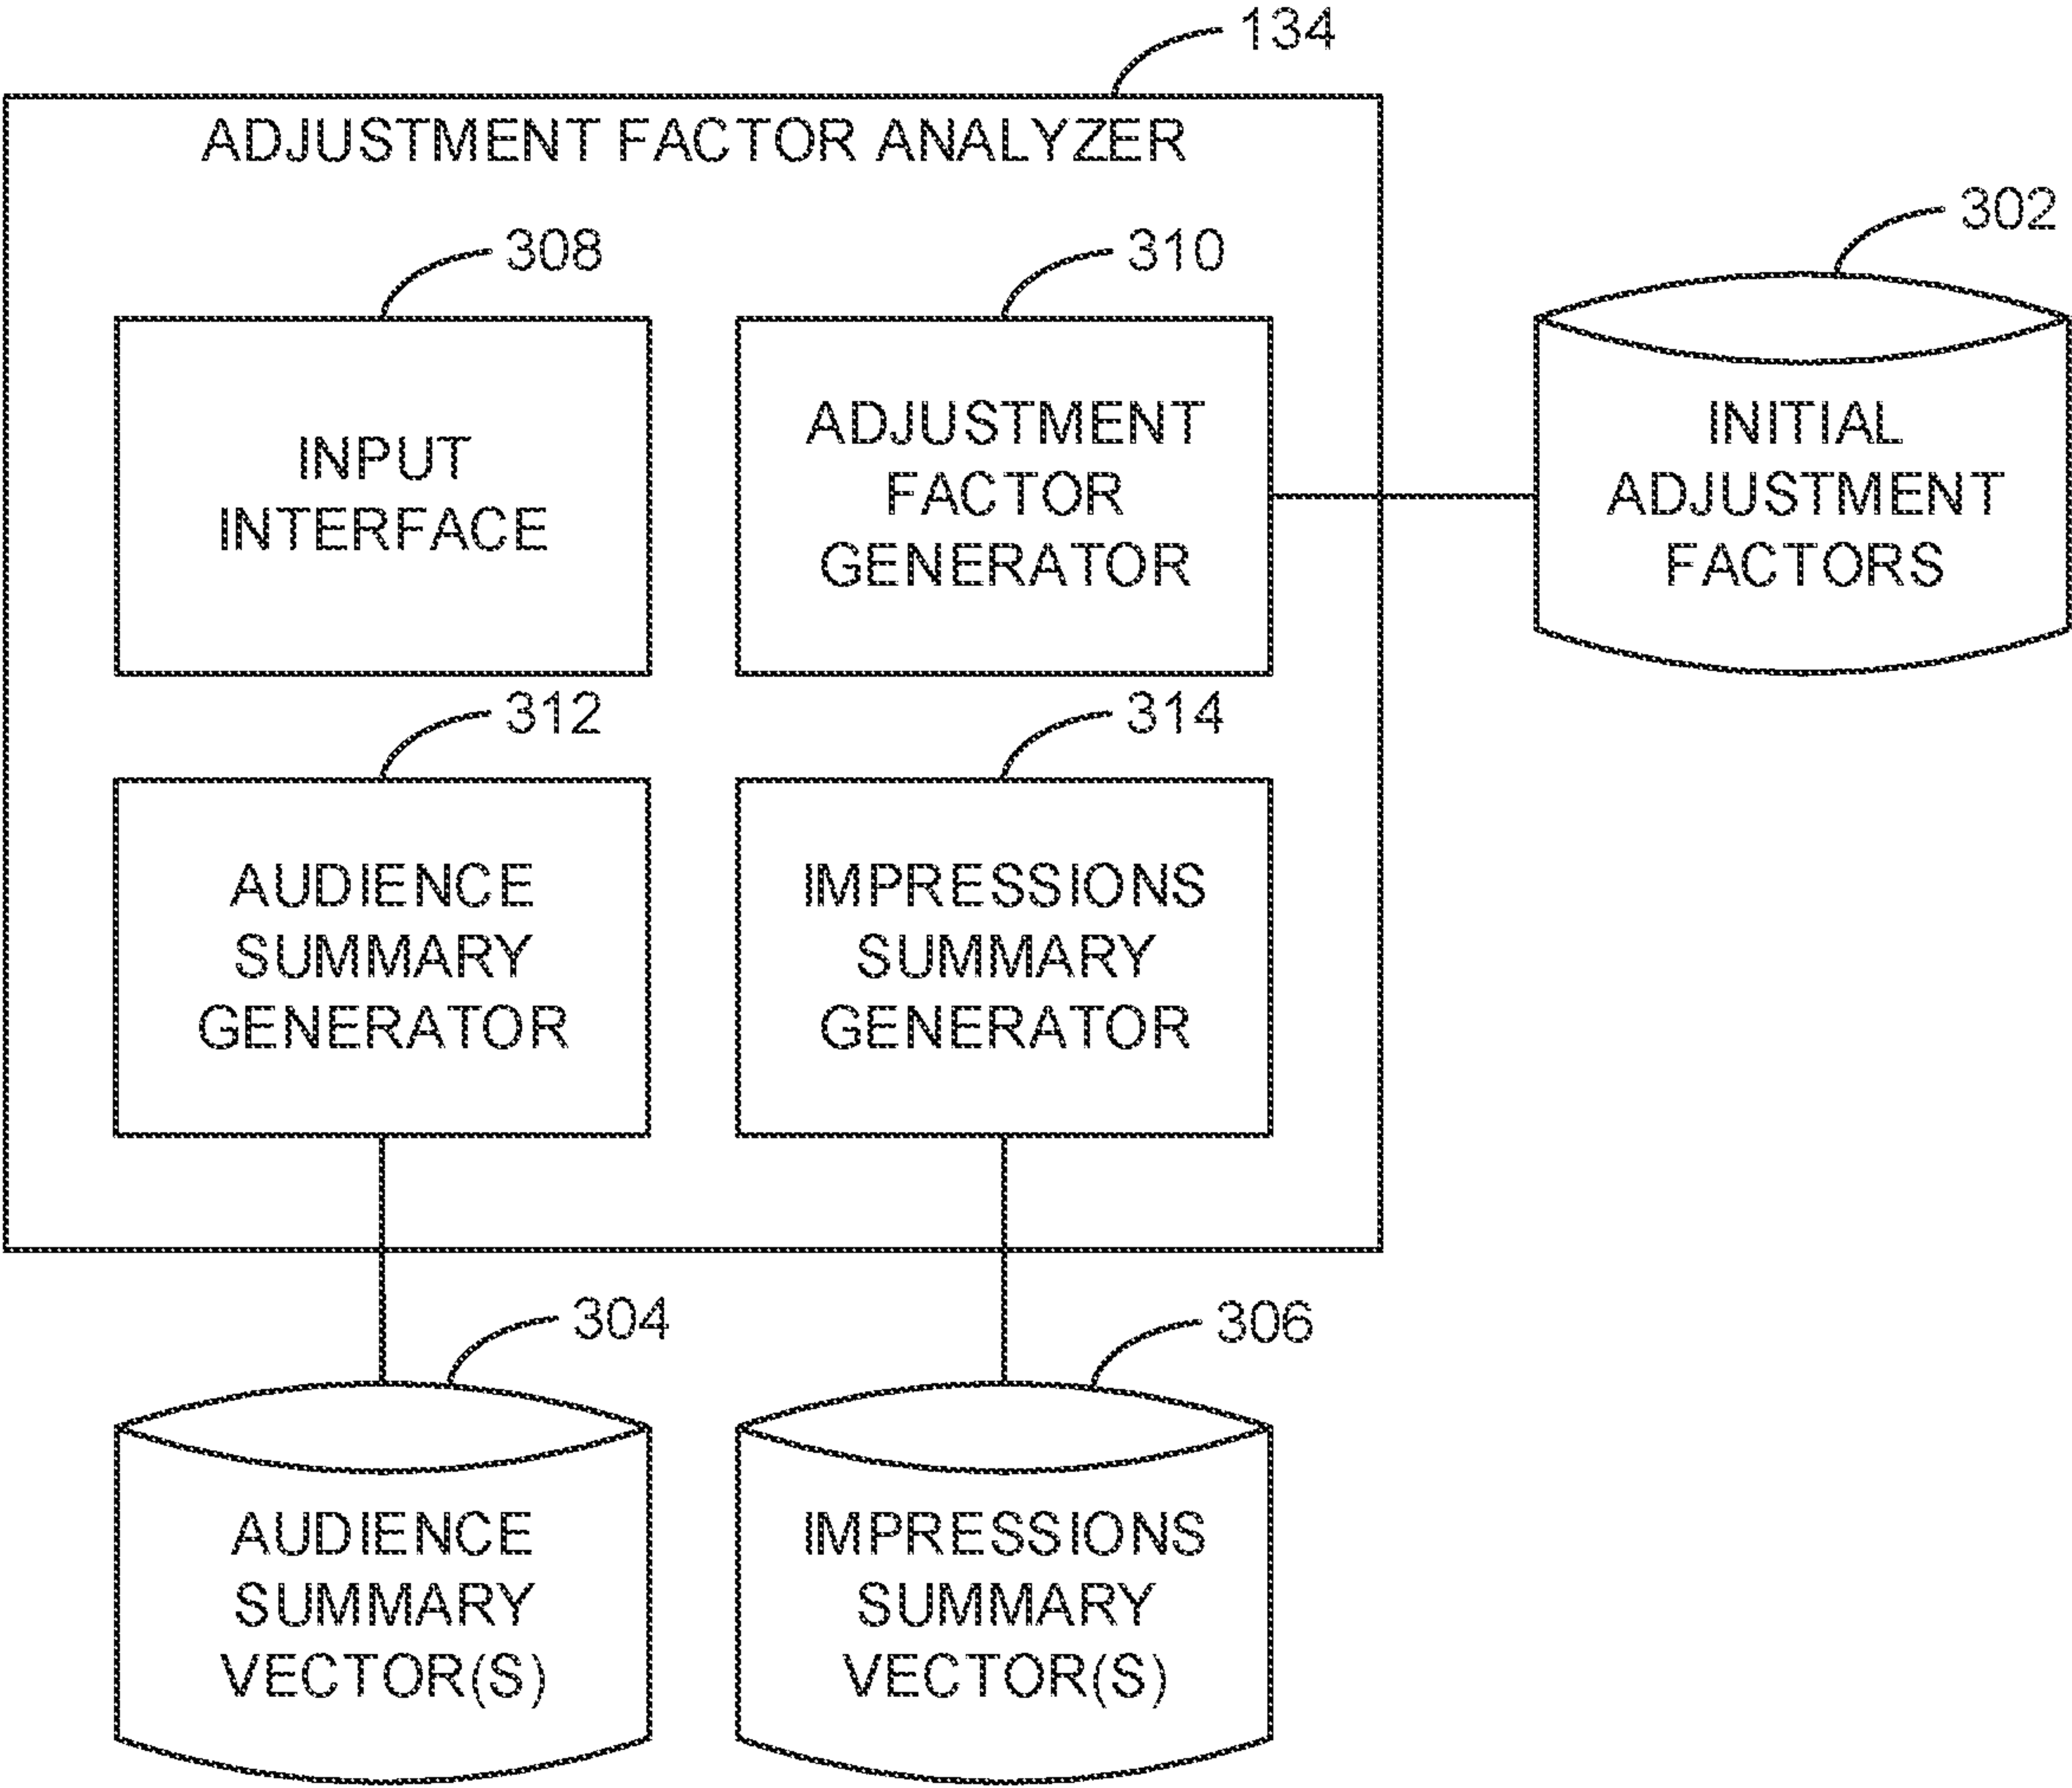 134
ADJUSTMENT FACTOR ANALYZER
308
INPUT
INTERFACE
310
ADJUSTMENT
FACTOR
GENERATOR
302
INITIAL
ADJUSTMENT
FACTORS
312
AUDIENCE
SUMMARY
GENERATOR
314
IMPRESSIONS
SUMMARY
GENERATOR
304
AUDIENCE
SUMMARY
VECTOR(S)
306
IMPRESSIONS
SUMMARY
VECTOR(S)